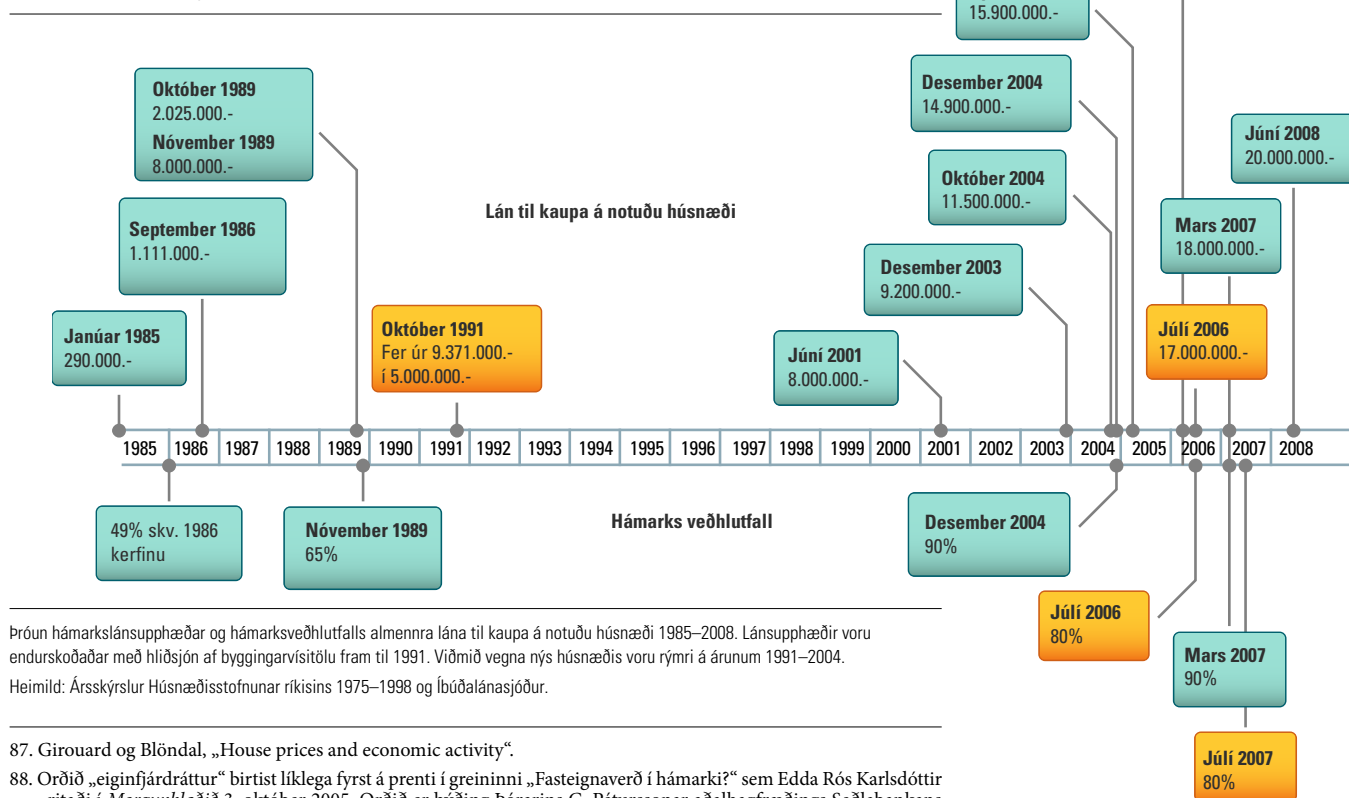 15.900.000.-
Október 1989
2.025.000.-
Nóvember 1989
8.000.000.-
Desember 2004
14.900.000.-
Júní 2008
20.000.000.-
Október 2004
11.500.000.-
September 1986
1.111.000.-
Lán til kaupa á notuðu húsnæði
Mars 2007
18.000.000.-
Desember 2003
9.200.000.-
Janúar 1985
290.000.-
Október 1991
Fer úr 9.371.000.-
í 5.000.000.-
Júní 2001
8.000.000.-
Júlí 2006
17.000.000.-
1985 1986 1987 1988 1989 1990 1991 1992 1993 1994 1995 1996 1997 1998 1999 2000 2001 2002 2003 2004 2005 2006 2007 2008
49% skv. 1986
kerfinu
Nóvember 1989
65%
Hámarks veðhlutfall
Desember 2004
90%
Júlí 2006
80%
Mars 2007
90%
Júlí 2007
80%
Þróun hámarkslánsupphæðar og hámarksveðhlutfalls almennra lána til kaupa á notuðu húsnæði 1985–2008. Lánsupphæðir voru
endurskoðaðar með hliðsjón af byggingarvísitölu fram til 1991. Viðmið vegna nýs húsnæðis voru rýmri á árunum 1991–2004.
Heimild: Ársskýrslur Húsnæðisstofnunar ríkisins 1975–1998 og Íbúðalánasjóður.
87. Girouard og Blöndal, „House prices and economic activity“.
88. Orðið „eiginfjárdráttur“ birtist líklega fyrst á prenti í greininni „Fasteignaverð í hámarki?“ sem Edda Rós Karlsdóttir